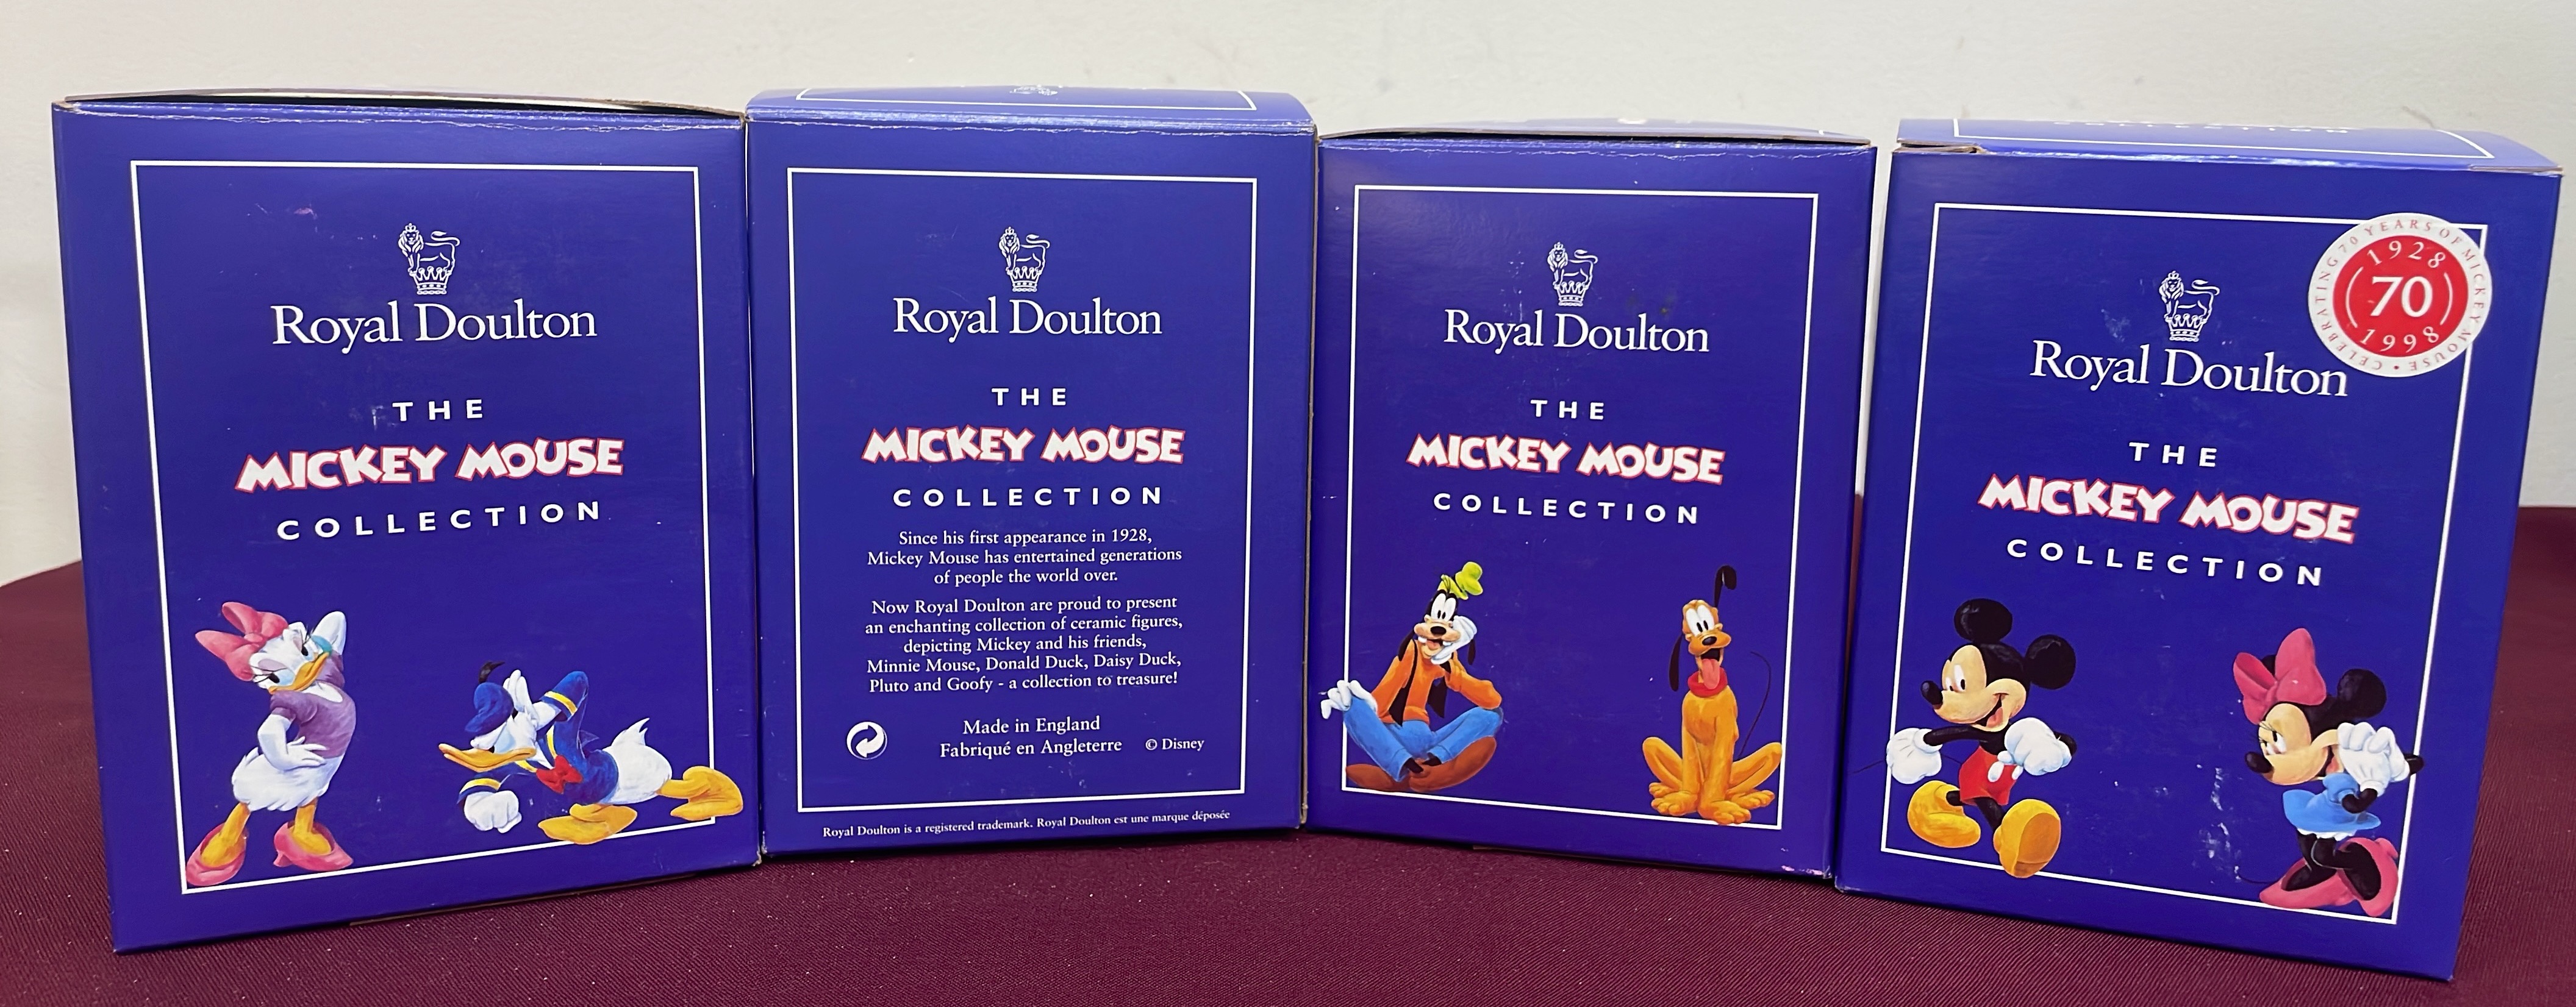 Royal Doulton
THE
MICKEY MOUSE
COLLECTION
Royal Doulton
THE
MICKEY MOUSE
COLLECTION
Since his first appearance in 1928,
Mickey Mouse has entertained generations
of people the world over.
Now Royal Doulton are proud to present
an enchanting collection of ceramic figures,
depicting Mickey and his friends,
Minnie Mouse, Donald Duck, Daisy Duck,
Pluto and Goofy - a collection to treasure!
Made in England
Fabriqué en Angleterre © Disney
Royal Doulton is a registered trademark. Royal Doulton est une marque déposée
Royal Doulton
THE
MICKEY MOUSE
COLLECTION
COLLECTION
CELEBRATING 70 YEARS OF MICKEY MOUSE •
1928
70
1998
Royal Doulton
THE
MICKEY MOUSE
COLLECTION